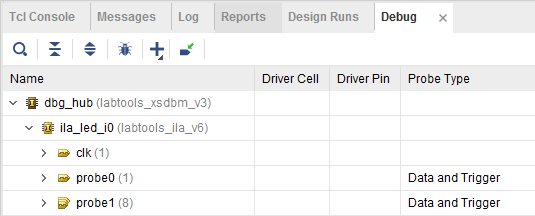 Tcl Console Messages Log Reports Design Runs Debug
Name Driver Cell Driver Pin Probe Type
dbg_hub (labtools_xsdbm_v3)
ila_led_i0 (labtools_ila_v6)
clk (1)
probe0 (1) Data and Trigger
probe1 (8) Data and Trigger